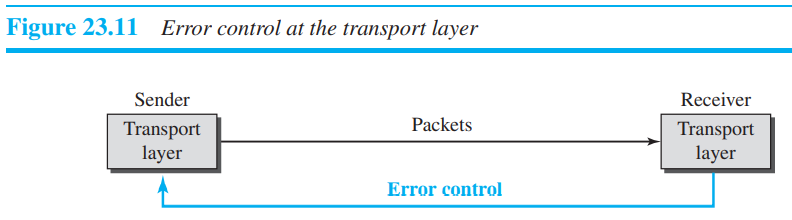 Figure 23.11 Error control at the transport layer
Sender
Receiver
Transport
layer
Packets
Transport
layer
Error control